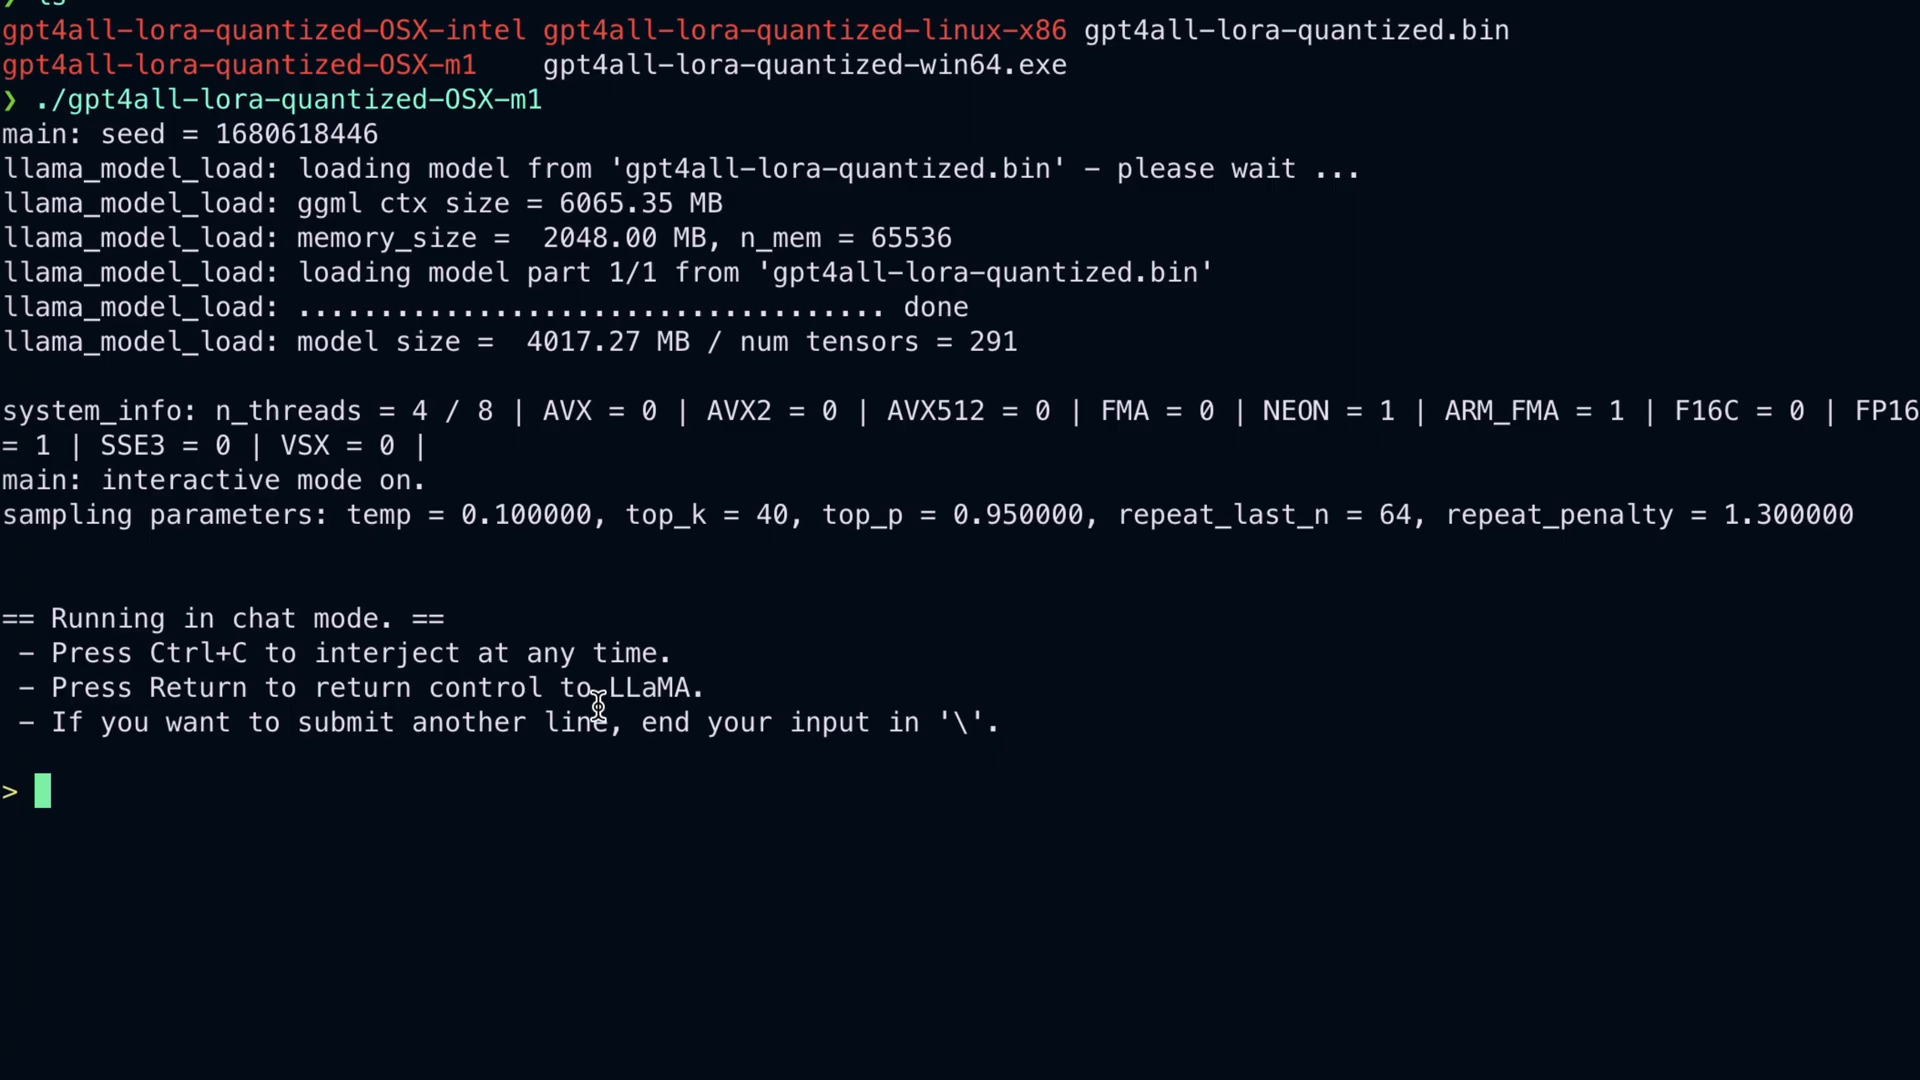 ❯ ls
gpt4all-lora-quantized-OSX-intel gpt4all-lora-quantized-linux-x86 gpt4all-lora-quantized.bin
gpt4all-lora-quantized-OSX-m1    gpt4all-lora-quantized-win64.exe
❯ ./gpt4all-lora-quantized-OSX-m1
main: seed = 1680618446
llama_model_load: loading model from 'gpt4all-lora-quantized.bin' - please wait ...
llama_model_load: ggml ctx size = 6065.35 MB
llama_model_load: memory_size =  2048.00 MB, n_mem = 65536
llama_model_load: loading model part 1/1 from 'gpt4all-lora-quantized.bin'
llama_model_load: .................................... done
llama_model_load: model size =  4017.27 MB / num tensors = 291
system_info: n_threads = 4 / 8 | AVX = 0 | AVX2 = 0 | AVX512 = 0 | FMA = 0 | NEON = 1 | ARM_FMA = 1 | F16C = 0 | FP16
= 1 | SSE3 = 0 | VSX = 0 |
main: interactive mode on.
sampling parameters: temp = 0.100000, top_k = 40, top_p = 0.950000, repeat_last_n = 64, repeat_penalty = 1.300000
== Running in chat mode. ==
 - Press Ctrl+C to interject at any time.
 - Press Return to return control to LLaMA.
 - If you want to submit another line, end your input in '\'.
>